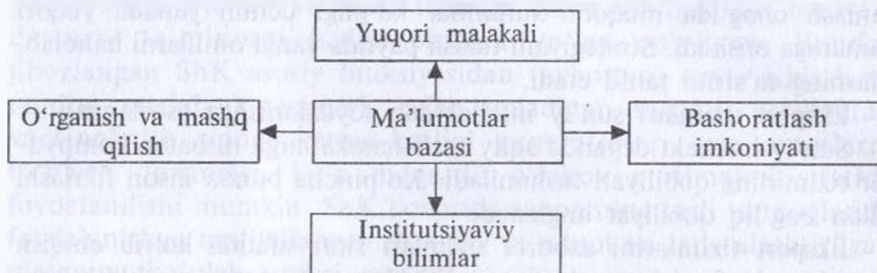 Yuqori malakali
O‘rganish va mashq
qilish
Ma'lumotlar
bazasi
Bashoratlash
imkoniyati
Institutsiyaviy
bilimlar